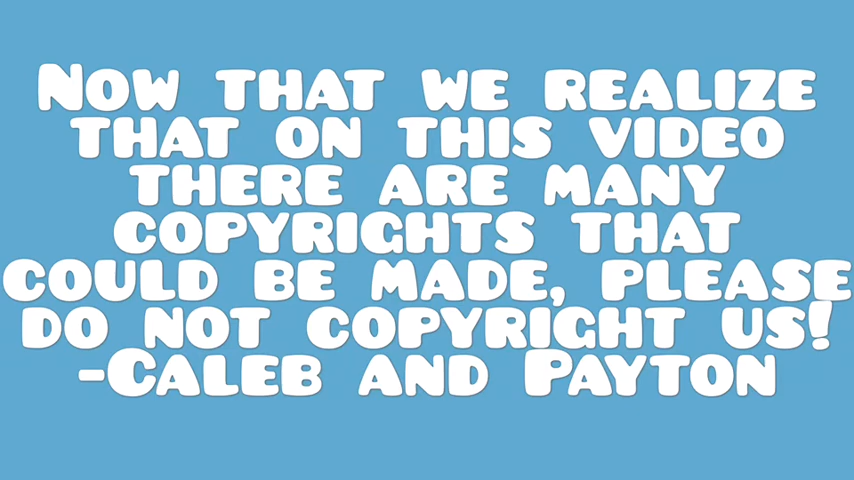 Now that we realize
that on this video
there are many
copyrights that
could be made, please
do not copyright us!
-Caleb and Payton